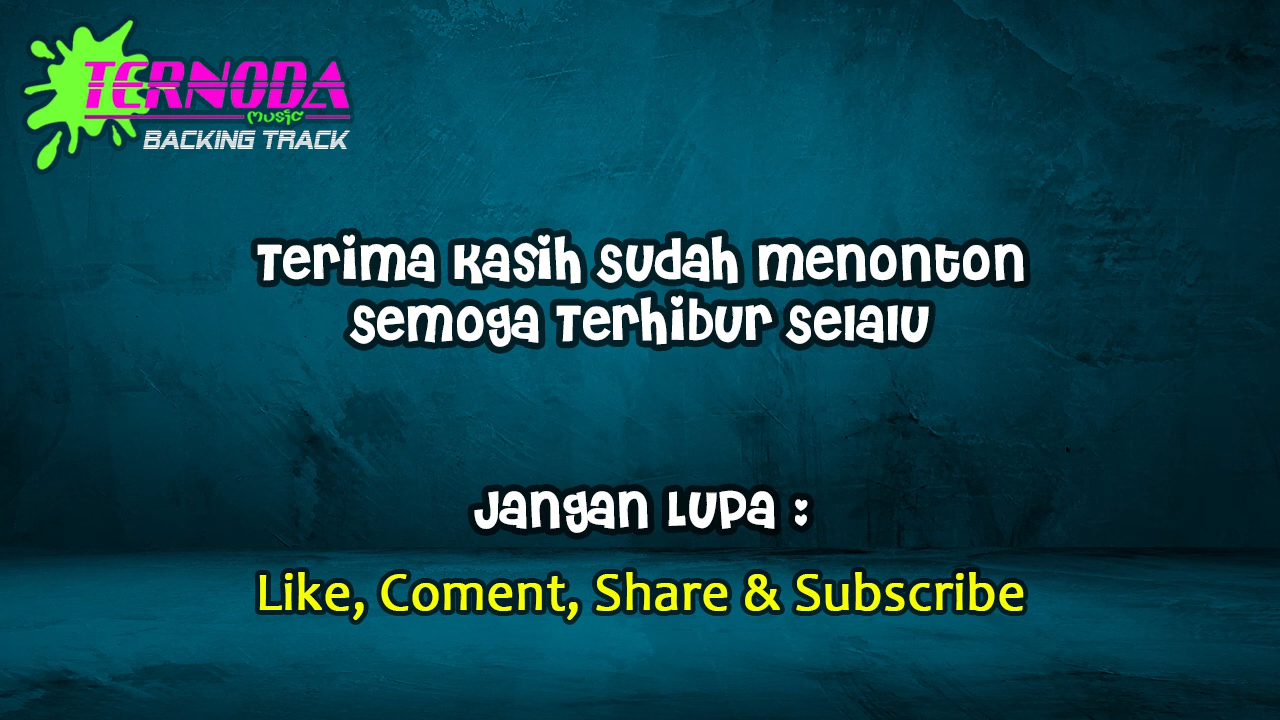 TERNODA
music
BACKING TRACK
Terima Kasih Sudah Menonton
Semoga Terhibur Selalu
Jangan Lupa :
Like, Coment, Share & Subscribe